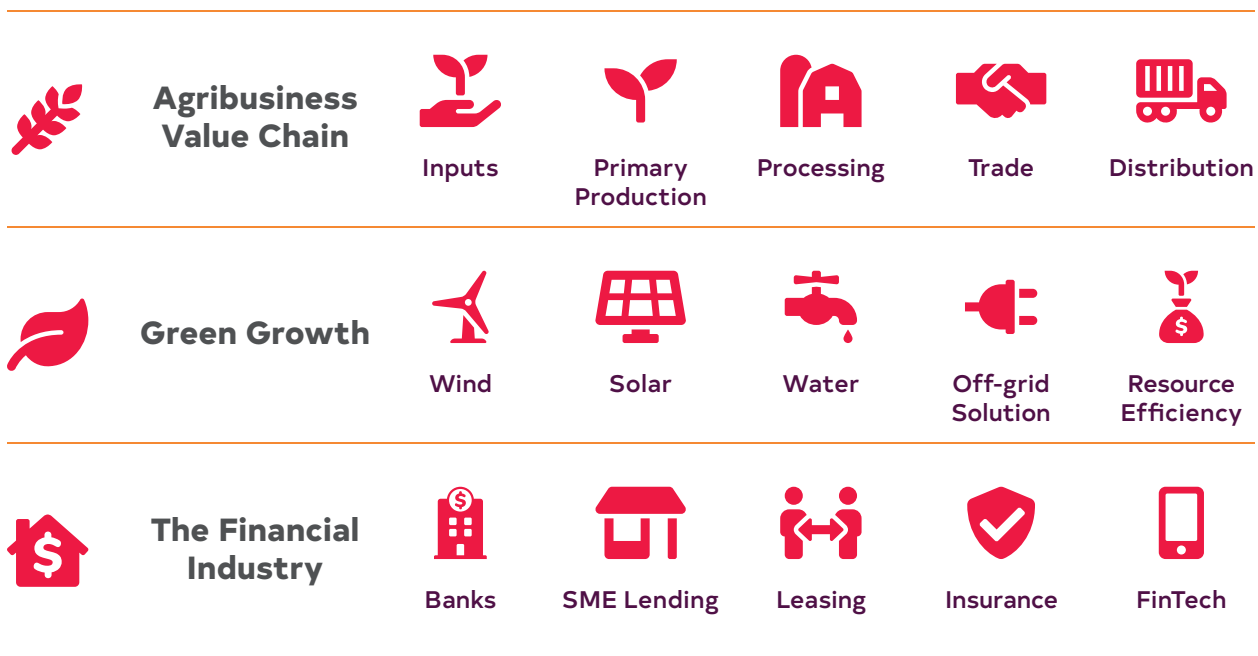 Agribusiness
Value Chain
Inputs
Primary
Production
Processing
Trade
Distribution
Green Growth
Wind
Solar
Water
Off-grid
Solution
$
Resource
Efficiency
$
The Financial
Industry
$
Banks
SME Lending
Leasing
Insurance
FinTech